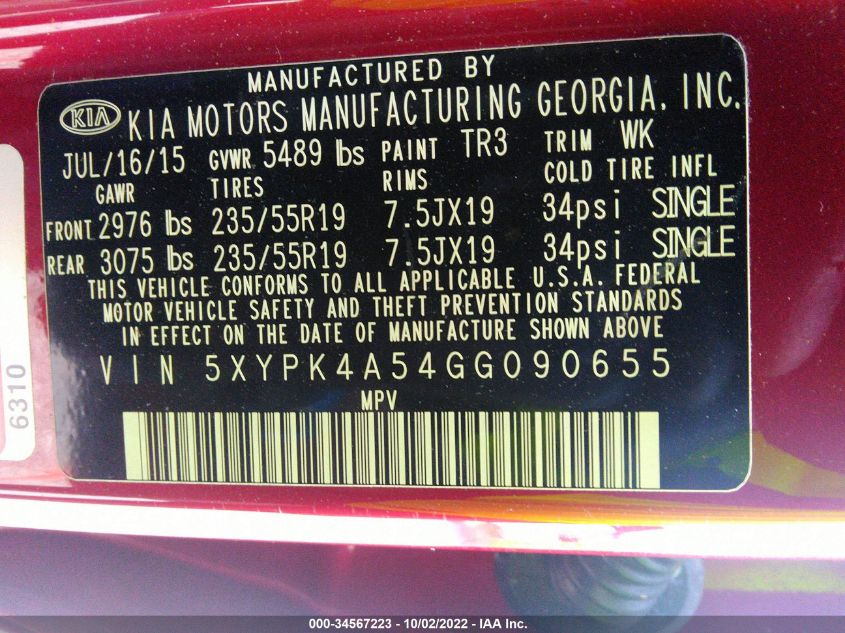 MANUFACTURED BY
KIA KIA MOTORS MANUFACTURING GEORGIA, INC.
JUL/16/15 GVWR 5489 lbs PAINT TR3 TRIM WK
GAWR TIRES RIMS COLD TIRE INFL
FRONT 2976 lbs 235/55R19 7.5JX19 34psi SINGLE
REAR 3075 lbs 235/55R19 7.5JX19 34psi SINGLE
THIS VEHICLE CONFORMS TO ALL APPLICABLE U.S.A. FEDERAL
MOTOR VEHICLE SAFETY AND THEFT PREVENTION STANDARDS
IN EFFECT ON THE DATE OF MANUFACTURE SHOWN ABOVE
VIN 5XYPK4A54GG090655
MPV
6310
000-34567223 - 10/02/2022 - IAA Inc.